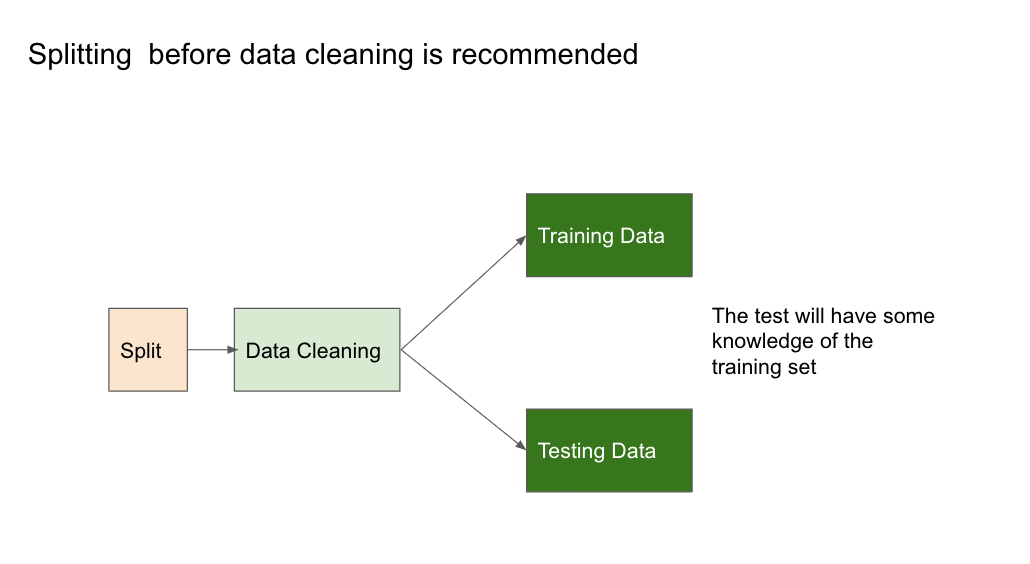 Splitting  before data cleaning is recommended
Training Data
Split
Data Cleaning
The test will have some
knowledge of the
training set
Testing Data